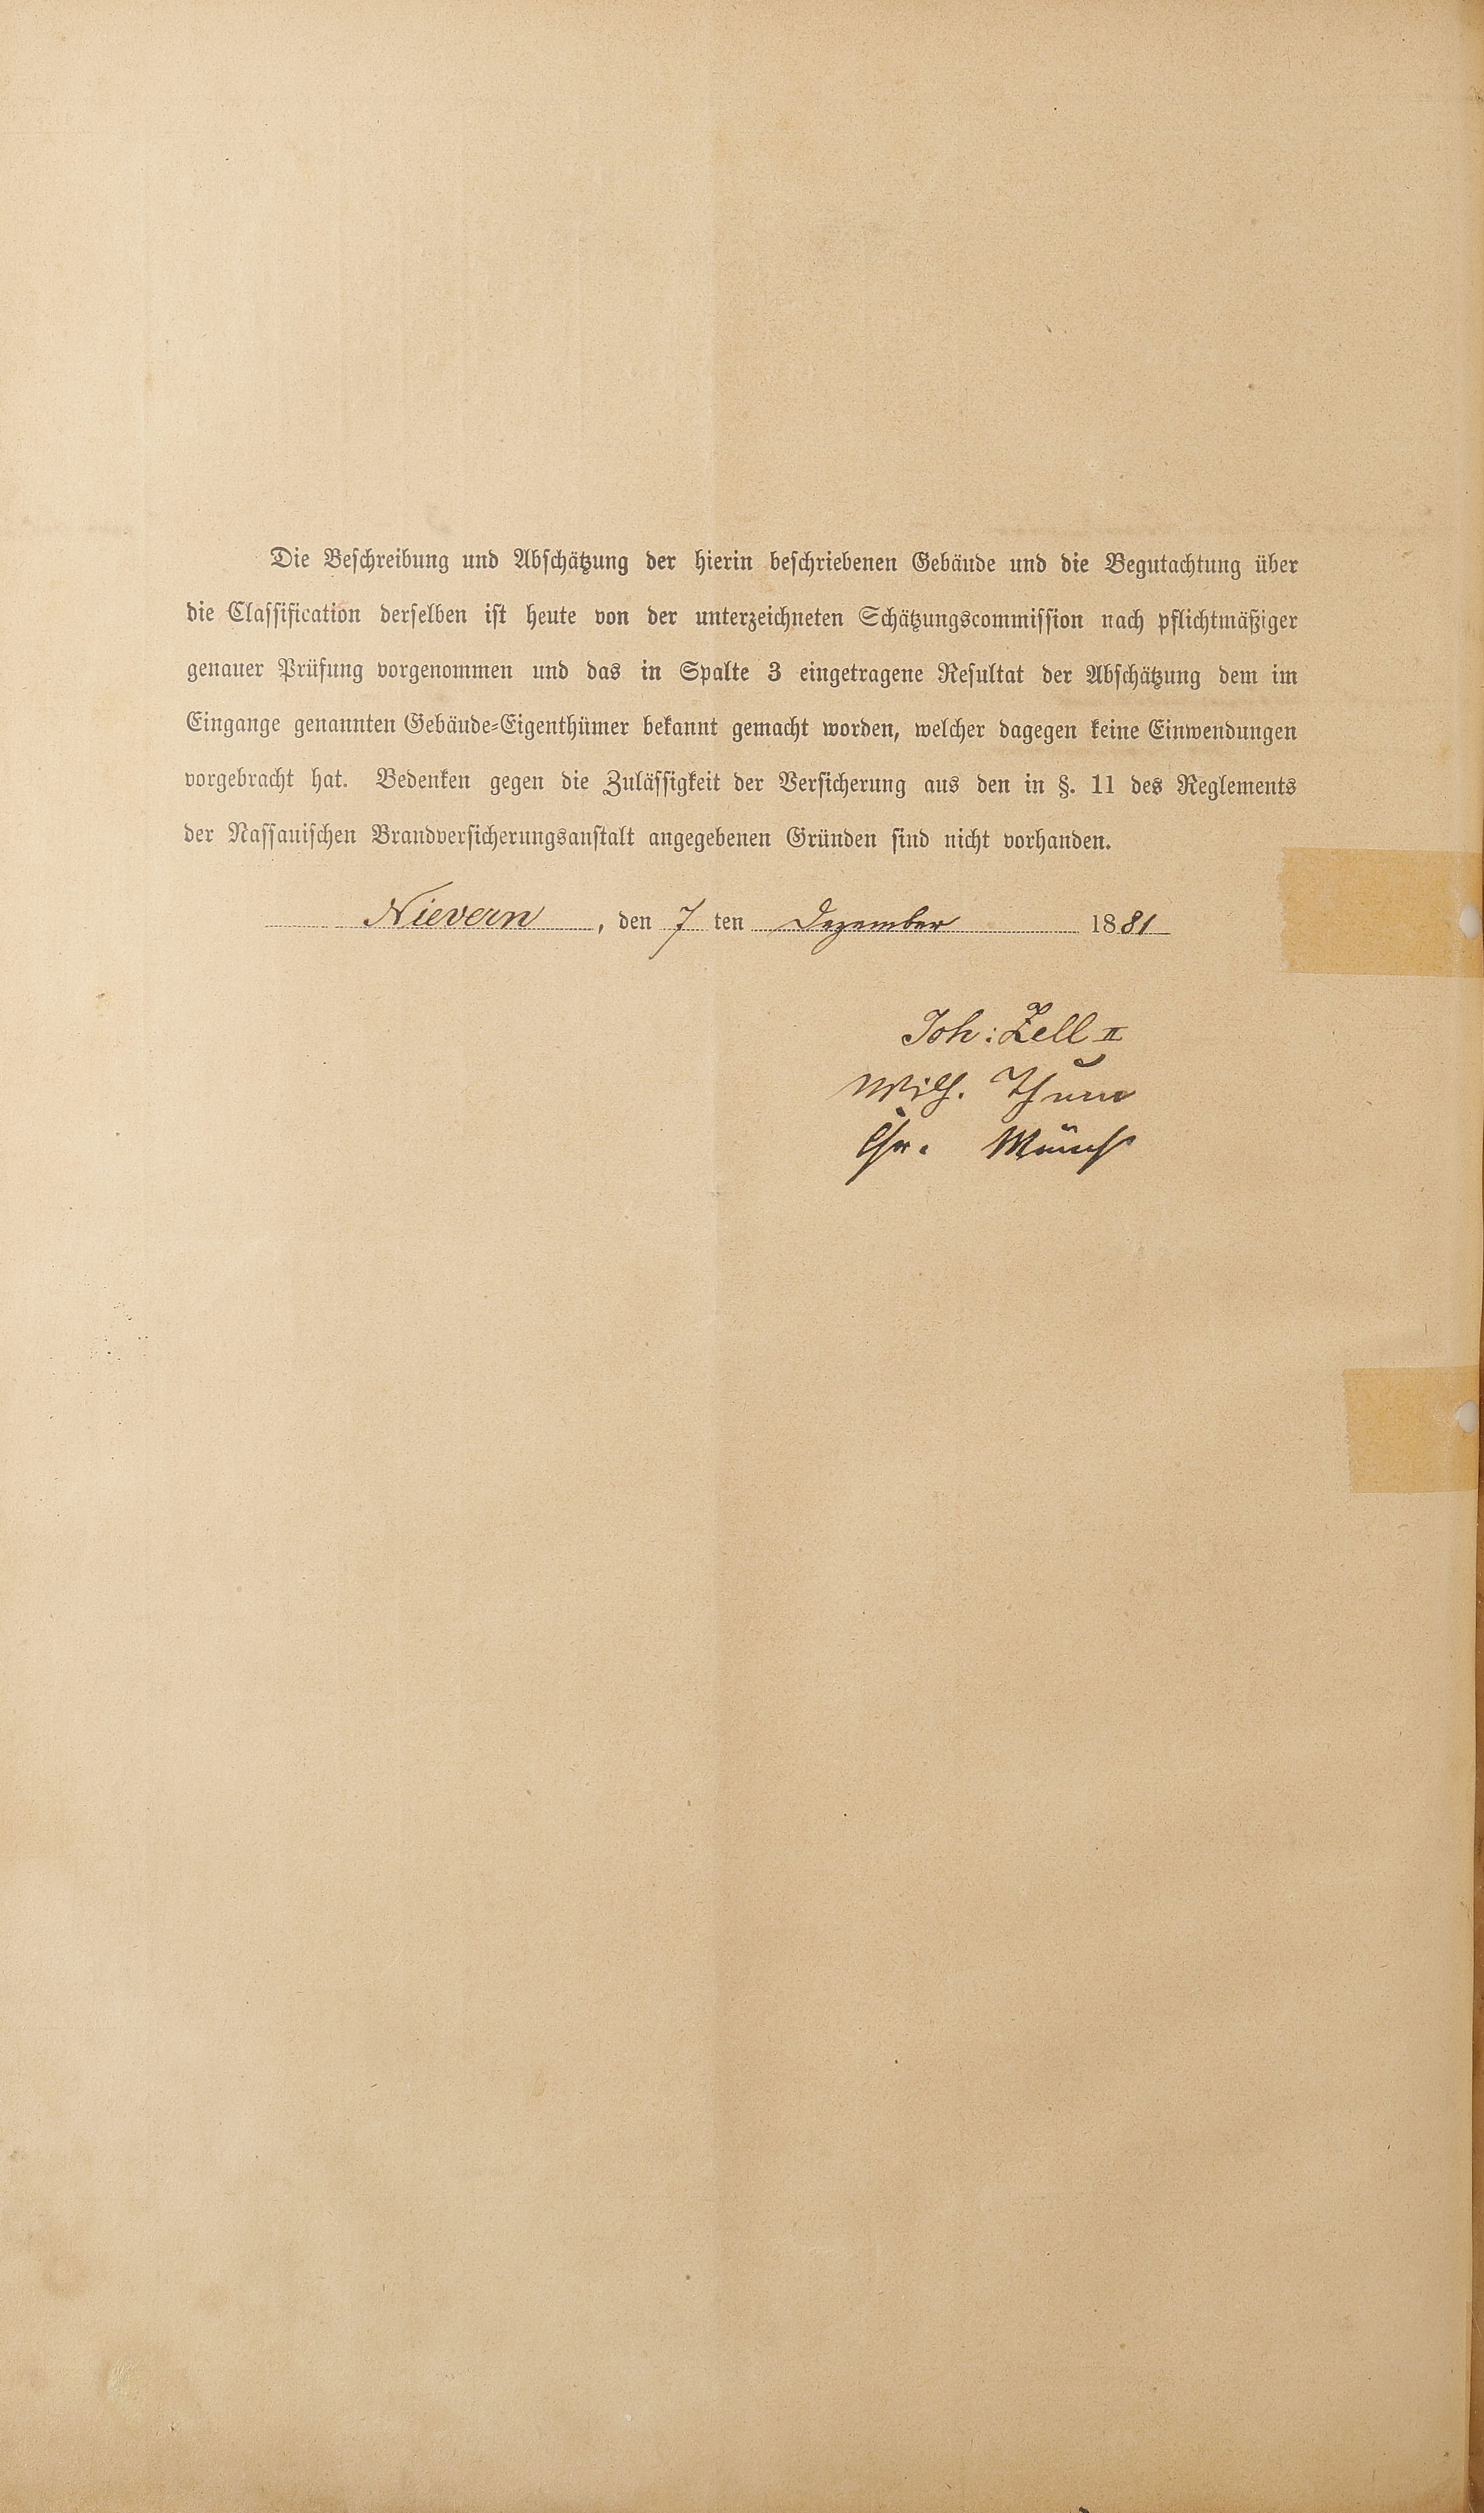 Die Beschreibung und Abschätzung der hierin beschriebenen Gebäude und die Begutachtung über
die Classification derselben ist heute von der unterzeichneten Schätzungscommission nach pflichtmäßiger
genauer Prüfung vorgenommen und das in Spalte 3 eingetragene Resultat der Abschätzung dem im
Eingange genannten Gebäude-Eigenthümer bekannt gemacht worden, welcher dagegen keine Einwendungen
vorgebracht hat. Bedenken gegen die Zulässigkeit der Versicherung aus den in §. 11 des Reglements
der Nassauischen Brandversicherungsanstalt angegebenen Gründen sind nicht vorhanden.
Nievern, den 7 ten Dezember 1881
Joh: Zell II
Wilh. Thum
Chr. Münch